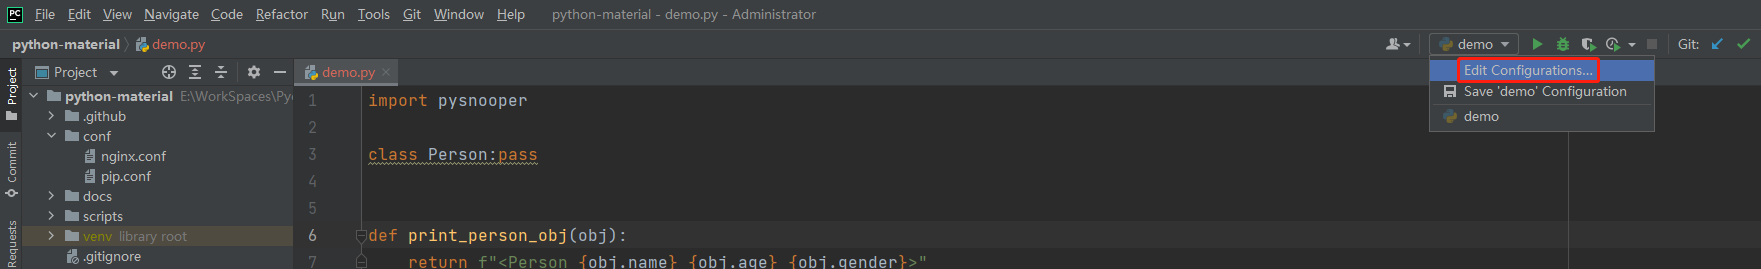 PC File Edit View Navigate Code Refactor Run Tools Git Window Help python-material - demo.py - Administrator
python-material demo.py demo Git:
Project demo.py
Edit Configurations...
Save 'demo' Configuration
demo
Project
Commit
Requests
python-material E:\WorkSpaces\Pyc
.github
conf
nginx.conf
pip.conf
docs
scripts
venv library root
.gitignore
1 import pysnooper
2
3 class Person:pass
4
5
6 def print_person_obj(obj):
7 return f"<Person {obj.name} {obj.age} {obj.gender}>"